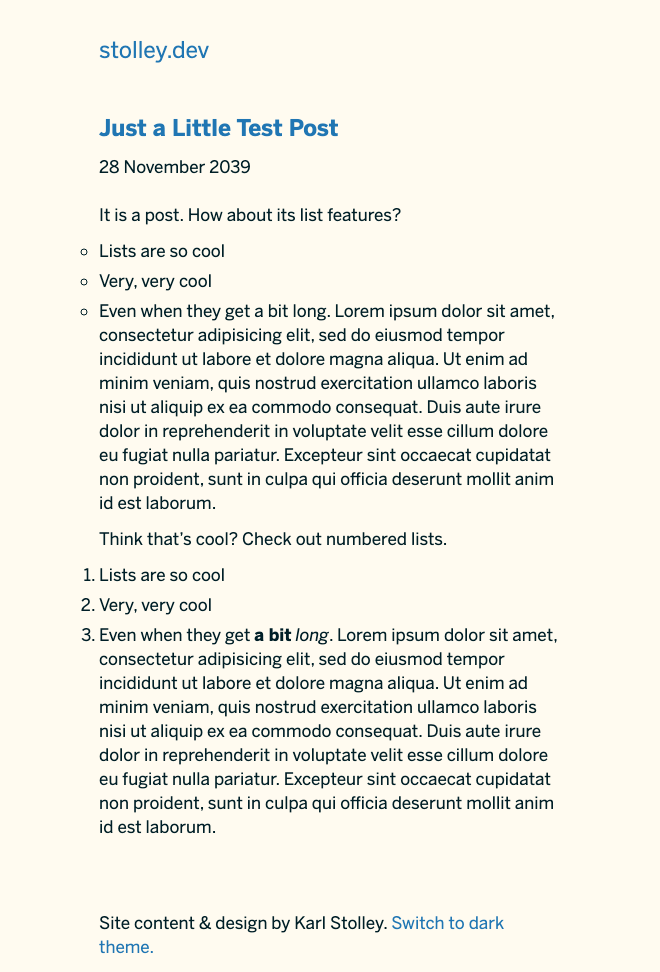 stolley.dev
Just a Little Test Post
28 November 2039
It is a post. How about its list features?
Lists are so cool
Very, very cool
Even when they get a bit long. Lorem ipsum dolor sit amet,
consectetur adipisicing elit, sed do eiusmod tempor
incididunt ut labore et dolore magna aliqua. Ut enim ad
minim veniam, quis nostrud exercitation ullamco laboris
nisi ut aliquip ex ea commodo consequat. Duis aute irure
dolor in reprehenderit in voluptate velit esse cillum dolore
eu fugiat nulla pariatur. Excepteur sint occaecat cupidatat
non proident, sunt in culpa qui officia deserunt mollit anim
id est laborum.
Think that’s cool? Check out numbered lists.
1. Lists are so cool
2. Very, very cool
3. Even when they get a bit long. Lorem ipsum dolor sit amet,
consectetur adipisicing elit, sed do eiusmod tempor
incididunt ut labore et dolore magna aliqua. Ut enim ad
minim veniam, quis nostrud exercitation ullamco laboris
nisi ut aliquip ex ea commodo consequat. Duis aute irure
dolor in reprehenderit in voluptate velit esse cillum dolore
eu fugiat nulla pariatur. Excepteur sint occaecat cupidatat
non proident, sunt in culpa qui officia deserunt mollit anim
id est laborum.
Site content & design by Karl Stolley. Switch to dark
theme.